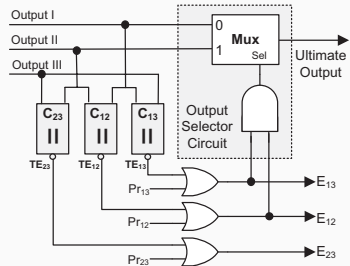 Output I
Output II
Output III
0
1
Mux
Sel
Ultimate
Output
Output
Selector
Circuit
C23
C12
C13
TE23
TE12
TE13
Pr13
E13
Pr12
E12
Pr23
E23